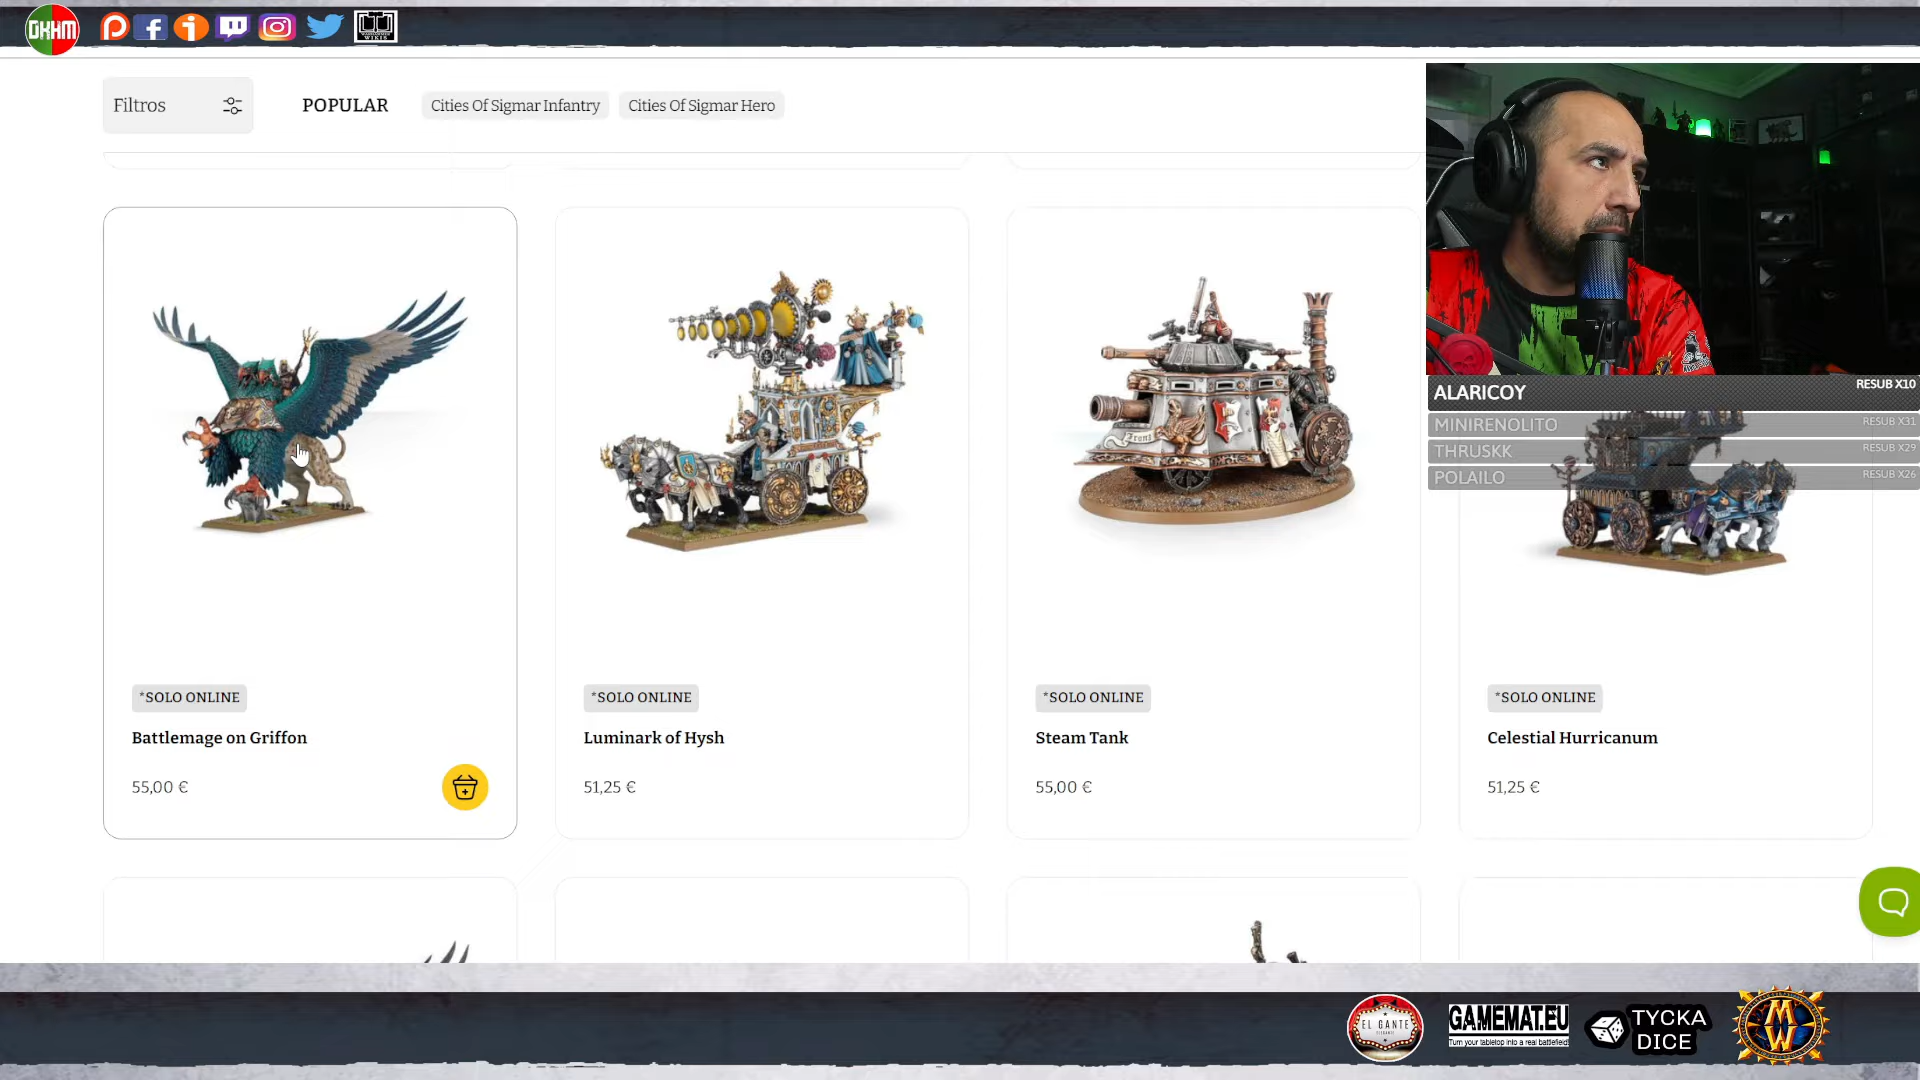 DKHM
WARHAMMER
WIKIS
Filtros
POPULAR
Cities Of Sigmar Infantry
Cities Of Sigmar Hero
ALARICOY
RESUB X10
MINIRENOLITO
RESUB X31
THRUSKK
RESUB X29
POLAILO
RESUB X26
*SOLO ONLINE
Battlemage on Griffon
55,00 €
*SOLO ONLINE
Luminark of Hysh
51,25 €
*SOLO ONLINE
Steam Tank
55,00 €
*SOLO ONLINE
Celestial Hurricanum
51,25 €
EL GANTE
GAMEMAT.EU
Turn your tabletop into a real battlefield!
TYCKA
DICE
MW